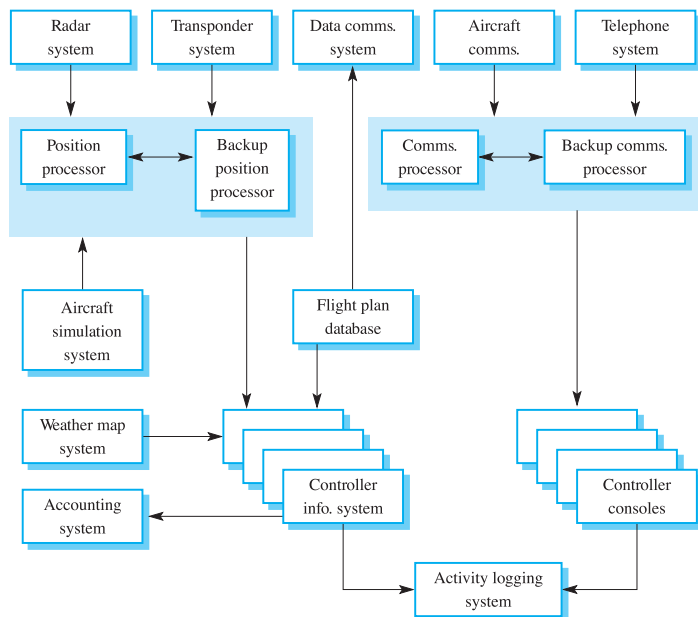 Radar
system
Transponder
system
Data comms.
system
Aircraft
comms.
Telephone
system
Position
processor
Backup
position
processor
Comms.
processor
Backup comms.
processor
Aircraft
simulation
system
Flight plan
database
Weather map
system
Controller
info. system
Controller
consoles
Accounting
system
Activity logging
system